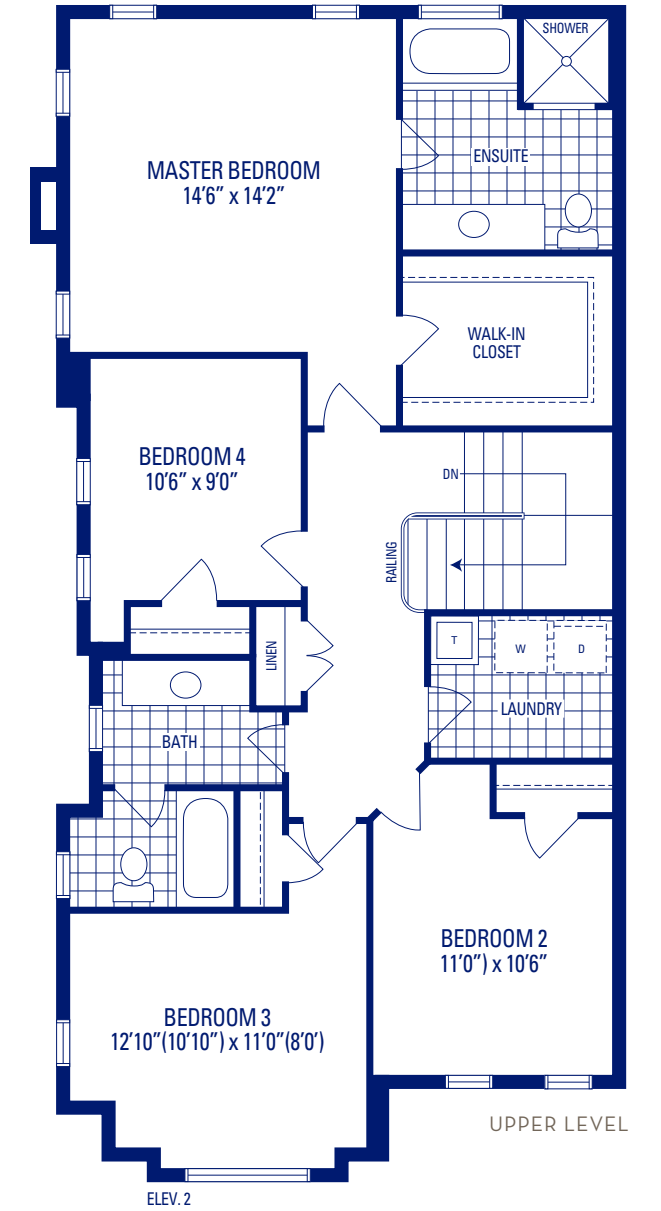 SHOWER
MASTER BEDROOM
14'6" x 14'2"
ENSUITE
WALK-IN
CLOSET
BEDROOM 4
10'6" x 9'0"
DN
RAILING
LINEN
T
W
D
LAUNDRY
BATH
BEDROOM 2
11'0") x 10'6"
BEDROOM 3
12'10"(10'10") x 11'0"(8'0')
UPPER LEVEL
ELEV. 2